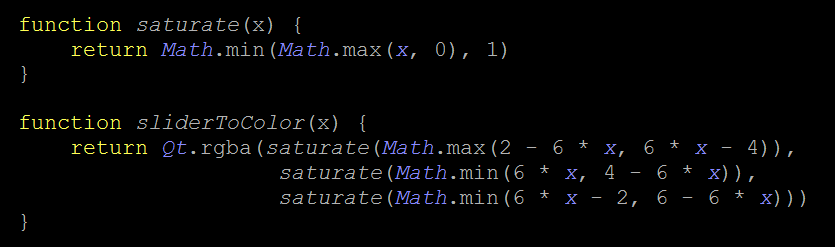 function saturate(x) {
    return Math.min(Math.max(x, 0), 1)
}

function sliderToColor(x) {
    return Qt.rgba(saturate(Math.max(2 - 6 * x, 6 * x - 4)),
                    saturate(Math.min(6 * x, 4 - 6 * x)),
                    saturate(Math.min(6 * x - 2, 6 - 6 * x)))
}